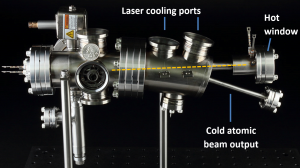 Laser cooling ports
Hot
window
Cold atomic
beam output